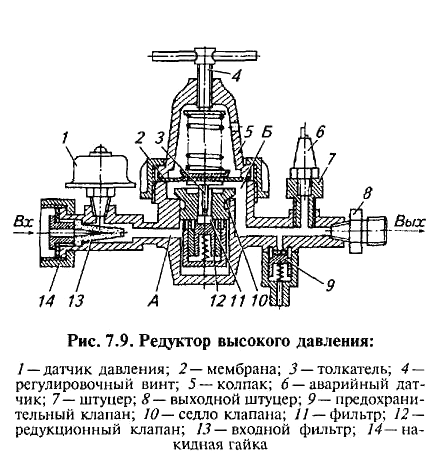 4
1
2
3
5
Б
6
7
8
Вх
Вых
14
13
А
12
11
10
9
Рис. 7.9. Редуктор высокого давления:
1 — датчик давления; 2 — мембрана; 3 — толкатель; 4 —
регулировочный винт; 5 — колпак; 6 — аварийный дат-
чик; 7 — штуцер; 8 — выходной штуцер; 9 — предохрани-
тельный клапан; 10 — седло клапана; 11 — фильтр; 12 —
редукционный клапан; 13 — входной фильтр; 14 — на-
кидная гайка